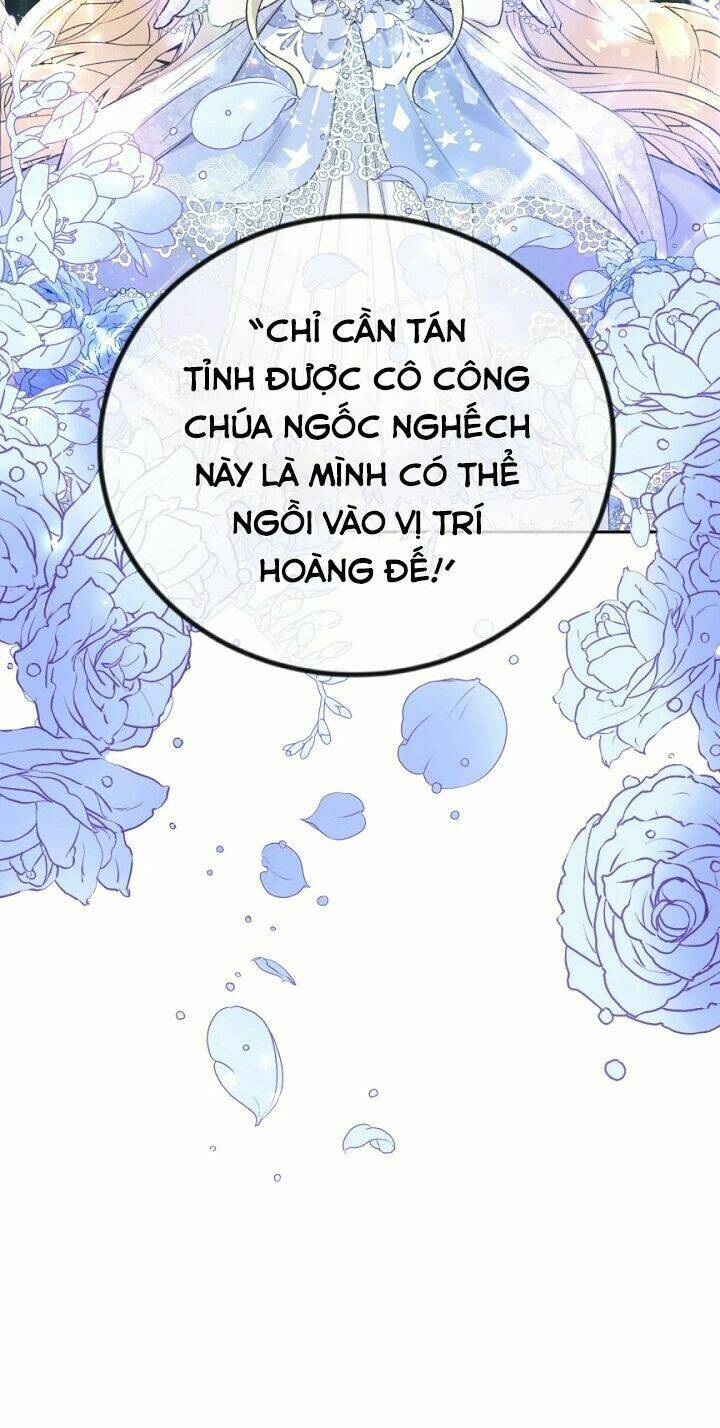 “CHỈ CẦN TÁN
TỈNH ĐƯỢC CÔ CÔNG
CHÚA NGỐC NGHẾCH
NÀY LÀ MÌNH CÓ THỂ
NGỒI VÀO VỊ TRÍ
HOÀNG ĐẾ!”